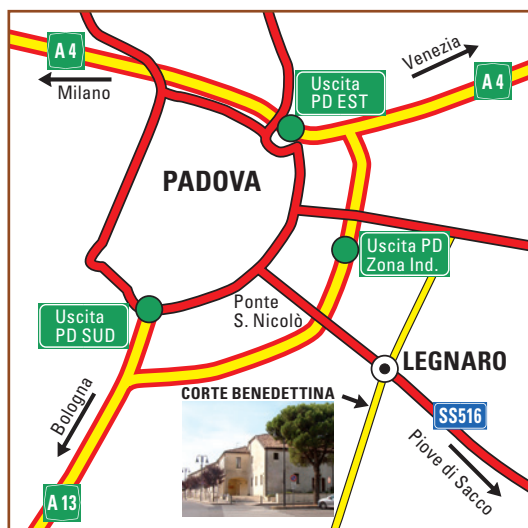 A 4
Milano
Uscita
PD EST
Venezia
A 4
PADOVA
Uscita PD
Zona Ind.
Ponte
S. Nicolò
Uscita
PD SUD
LEGNARO
CORTE BENEDETTINA
Bologna
SS516
Piove di Sacco
A 13